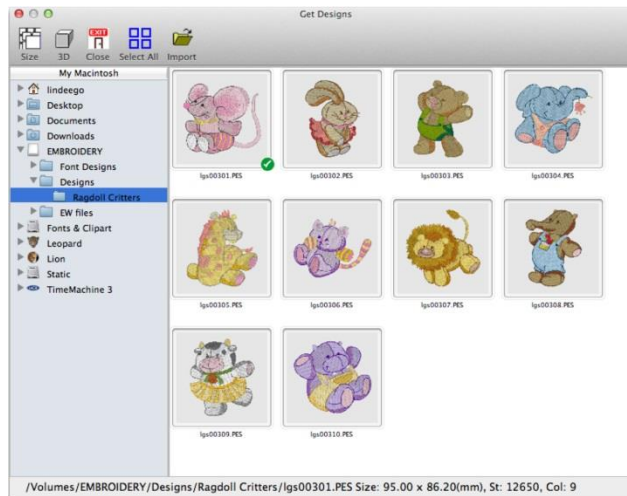 Get Designs
EXIT
Size 3D Close Select All Import
My Macintosh
lindeego
Desktop
Documents
Downloads
EMBROIDERY
Font Designs
Designs
Ragdoll Critters
EW files
Fonts & Clipart
Leopard
Lion
Static
TimeMachine 3
lgs00301.PES lgs00302.PES lgs00303.PES lgs00304.PES
lgs00305.PES lgs00306.PES lgs00307.PES lgs00308.PES
lgs00309.PES lgs00310.PES
/Volumes/EMBROIDERY/Designs/Ragdoll Critters/lgs00301.PES Size: 95.00 x 86.20(mm), St: 12650, Col: 9